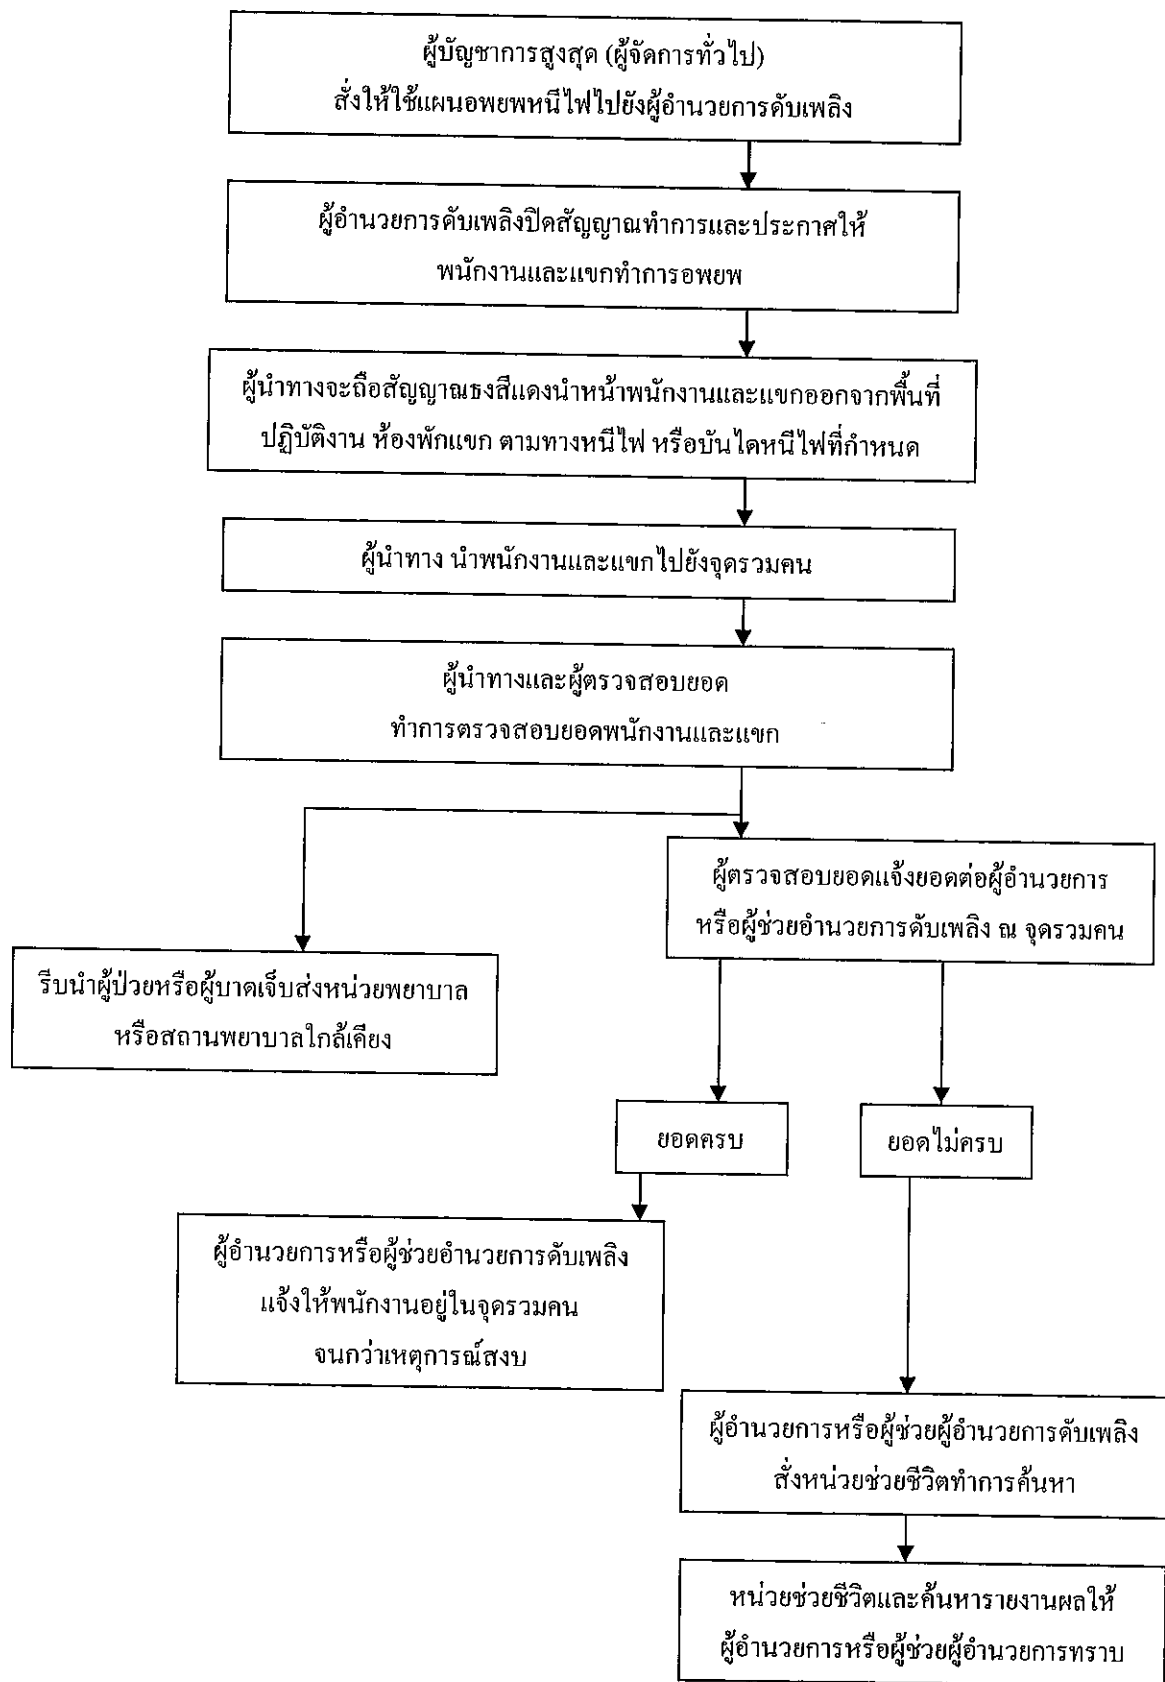 ผู้บัญชาการสูงสุด (ผู้จัดการทั่วไป)
สั่งให้ใช้แผนอพยพหนีไฟไปยังผู้อำนวยการดับเพลิง
ผู้อำนวยการดับเพลิงปิดสัญญาณทำการและประกาศให้
พนักงานและแขกทำการอพยพ
ผู้นำทางจะถือสัญญาณธงสีแดงนำหน้าพนักงานและแขกออกจากพื้นที่
ปฏิบัติงาน ห้องพักแขก ตามทางหนีไฟ หรือบันไดหนีไฟที่กำหนด
ผู้นำทาง นำพนักงานและแขกไปยังจุดรวมคน
ผู้นำทางและผู้ตรวจสอบยอด
ทำการตรวจสอบยอดพนักงานและแขก
ผู้ตรวจสอบยอดแจ้งยอดต่อผู้อำนวยการ
หรือผู้ช่วยอำนวยการดับเพลิง ณ จุดรวมคน
รีบนำผู้ป่วยหรือผู้บาดเจ็บส่งหน่วยพยาบาล
หรือสถานพยาบาลใกล้เคียง
ยอดครบ
ยอดไม่ครบ
ผู้อำนวยการหรือผู้ช่วยอำนวยการดับเพลิง
แจ้งให้พนักงานอยู่ในจุดรวมคน
จนกว่าเหตุการณ์สงบ
ผู้อำนวยการหรือผู้ช่วยผู้อำนวยการดับเพลิง
สั่งหน่วยช่วยชีวิตทำการค้นหา
หน่วยช่วยชีวิตและค้นหารายงานผลให้
ผู้อำนวยการหรือผู้ช่วยผู้อำนวยการทราบ